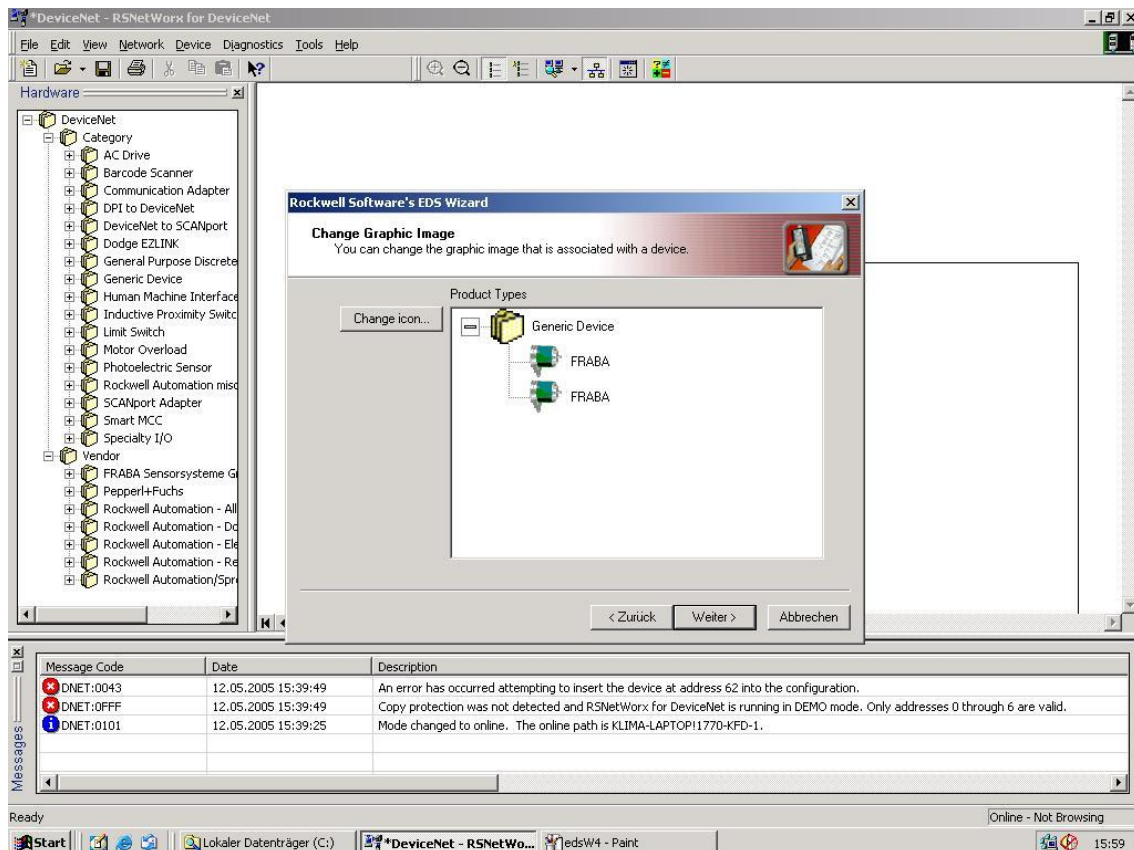 *DeviceNet - RSNetWorx for DeviceNet
File Edit View Network Device Diagnostics Tools Help
Hardware
DeviceNet
Category
AC Drive
Barcode Scanner
Communication Adapter
DPI to DeviceNet
DeviceNet to SCANport
Dodge EZLINK
General Purpose Discrete
Generic Device
Human Machine Interface
Inductive Proximity Switc
Limit Switch
Motor Overload
Photoelectric Sensor
Rockwell Automation misc
SCANport Adapter
Smart MCC
Specialty I/O
Vendor
FRABA Sensorsysteme G
Pepperl+Fuchs
Rockwell Automation - All
Rockwell Automation - Do
Rockwell Automation - Ele
Rockwell Automation - Re
Rockwell Automation/Spr
Rockwell Software's EDS Wizard
Change Graphic Image
You can change the graphic image that is associated with a device.
Product Types
Change icon...
Generic Device
FRABA
FRABA
< Zurück Weiter > Abbrechen
Messages
Message Code Date Description
DNET:0043 12.05.2005 15:39:49 An error has occurred attempting to insert the device at address 62 into the configuration.
DNET:0FFF 12.05.2005 15:39:49 Copy protection was not detected and RSNetWorx for DeviceNet is running in DEMO mode. Only addresses 0 through 6 are valid.
DNET:0101 12.05.2005 15:39:25 Mode changed to online. The online path is KLIMA-LAPTOP!1770-KFD-1.
Ready
Online - Not Browsing
Start Lokaler Datenträger (C:) *DeviceNet - RSNetWo... edsW4 - Paint 15:59